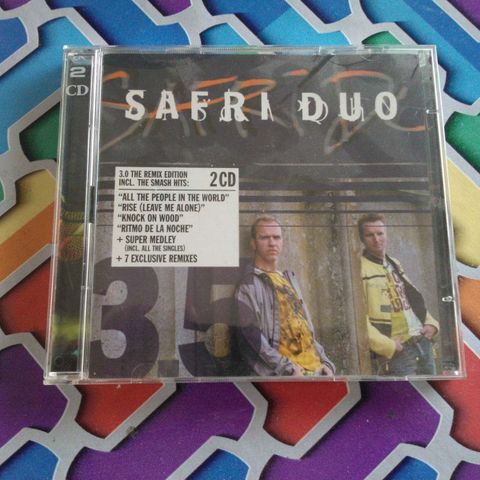 2
CD
SAFRI DUO
3.0 THE REMIX EDITION
INCL. THE SMASH HITS: 2CD
"ALL THE PEOPLE IN THE WORLD"
"RISE (LEAVE ME ALONE)"
"KNOCK ON WOOD"
"RITMO DE LA NOCHE"
+ SUPER MEDLEY
(INCL. ALL THE SINGLES)
+ 7 EXCLUSIVE REMIXES
3.5